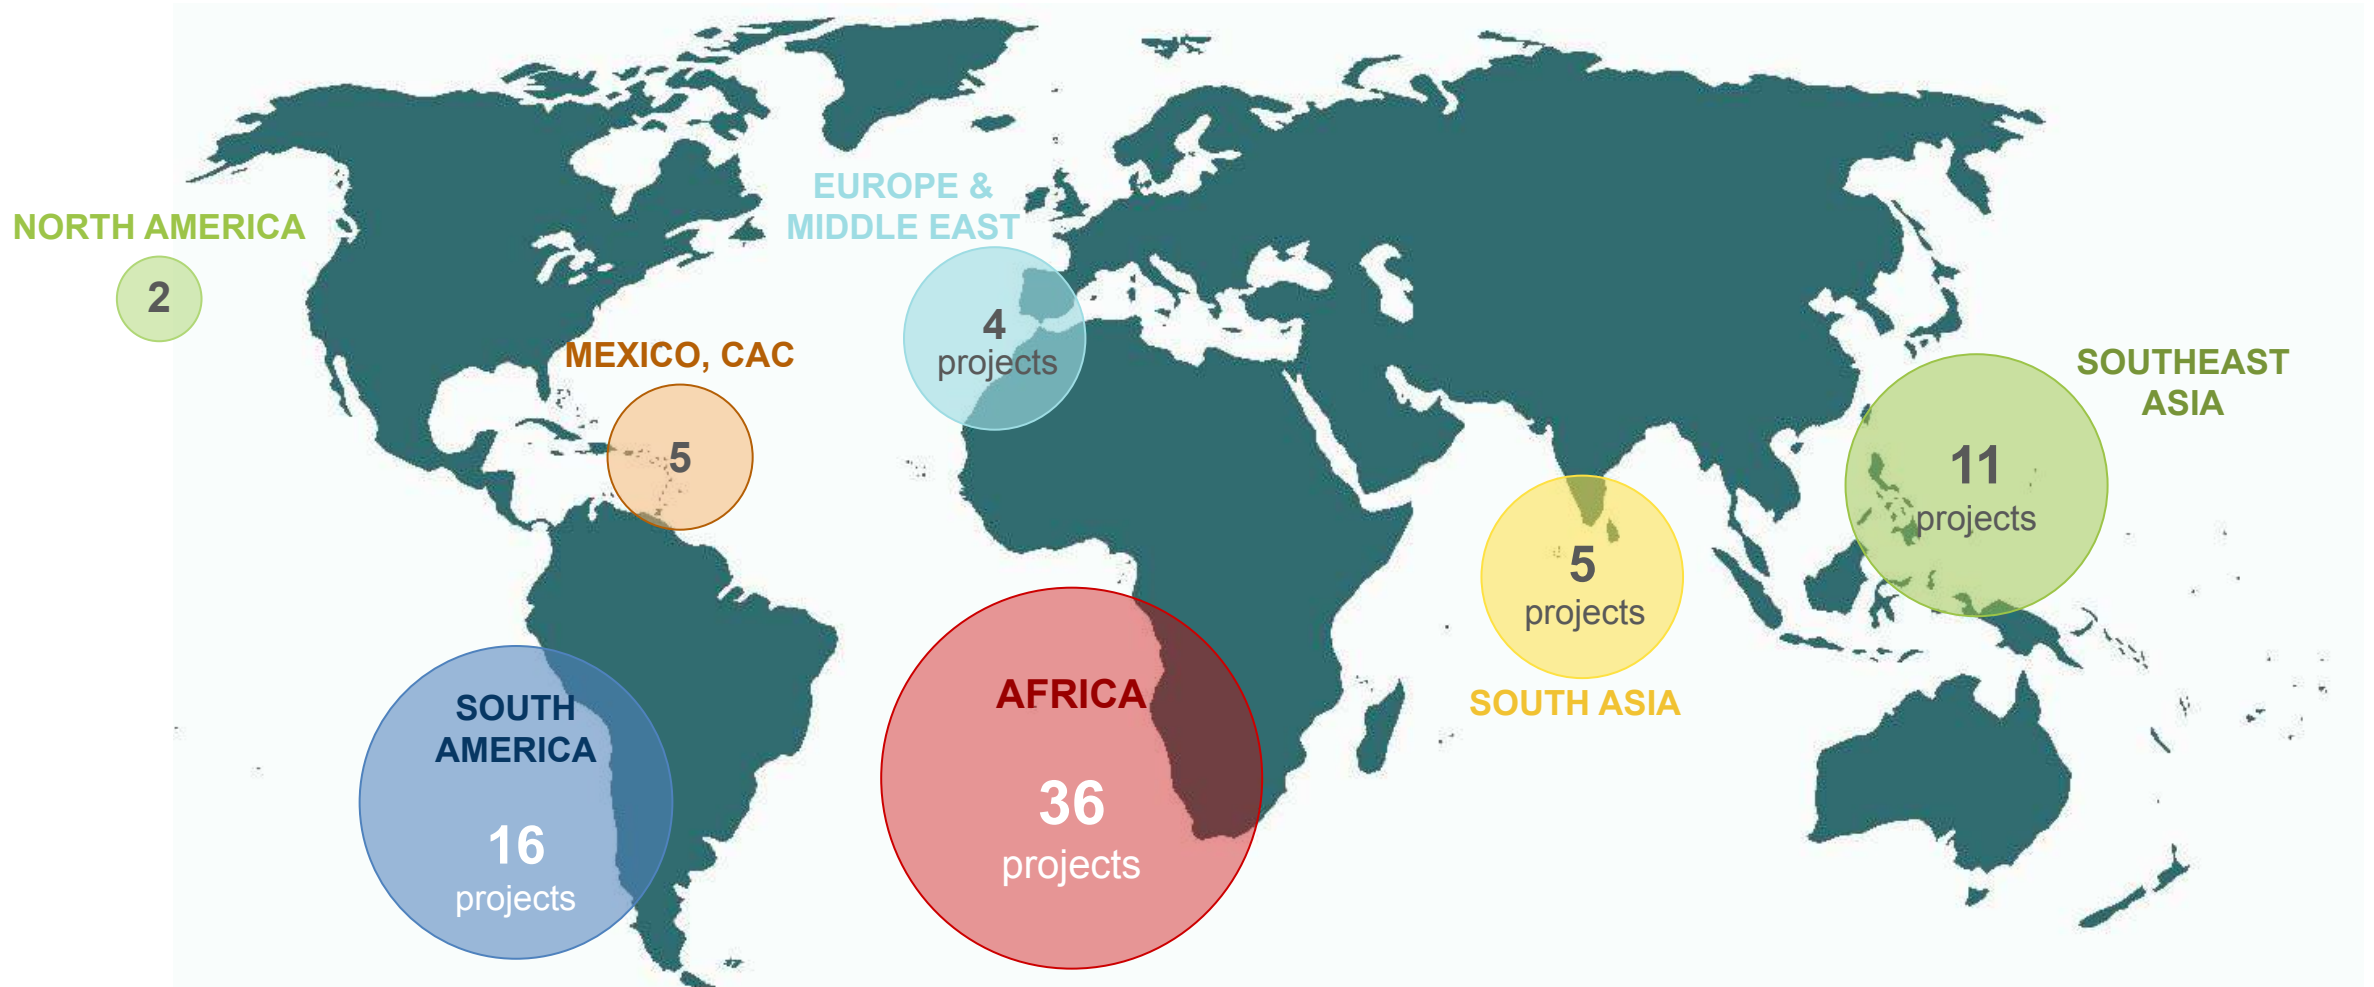 EUROPE &
MIDDLE EAST
4
projects
NORTH AMERICA
2
MEXICO, CAC
5
SOUTHEAST
ASIA
11
projects
5
projects
SOUTH ASIA
SOUTH
AMERICA
16
projects
AFRICA
36
projects